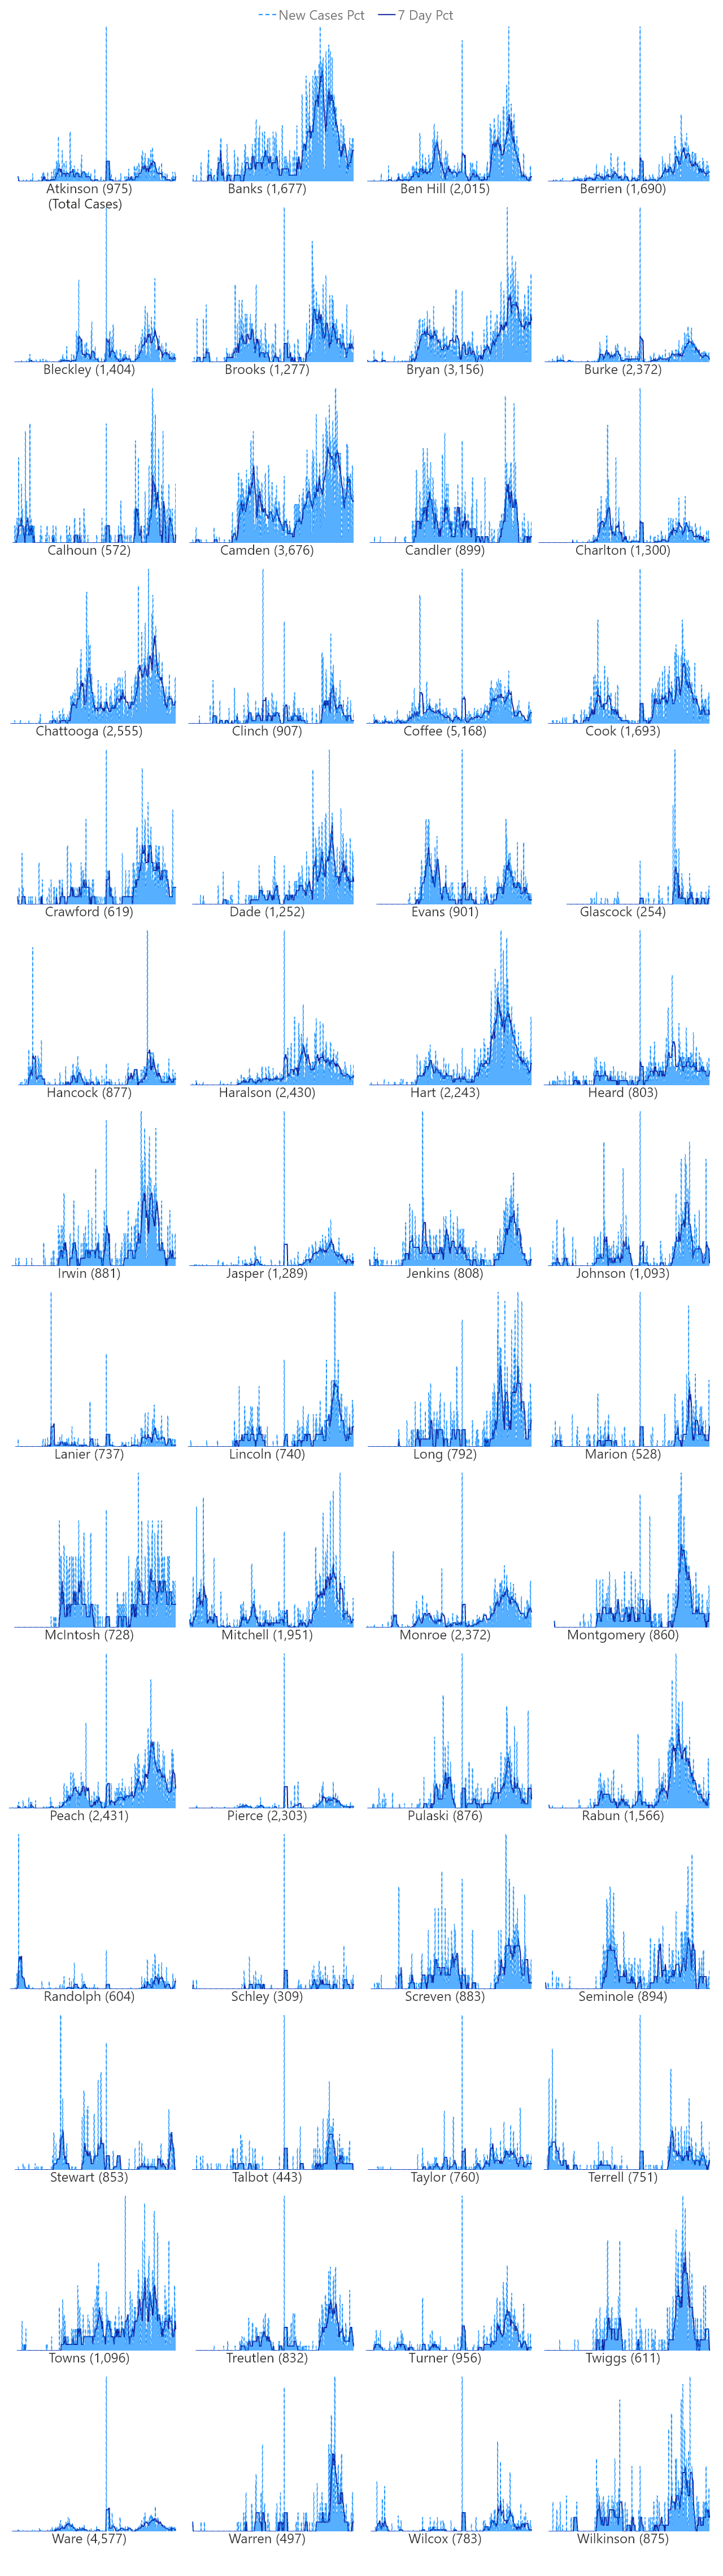 New Cases Pct 7 Day Pct
Atkinson (975) Banks (1,677) Ben Hill (2,015) Berrien (1,690)
(Total Cases)
Bleckley (1,404) Brooks (1,277) Bryan (3,156) Burke (2,372)
Calhoun (572) Camden (3,676) Candler (899) Charlton (1,300)
Chattooga (2,555) Clinch (907) Coffee (5,168) Cook (1,693)
Crawford (619) Dade (1,252) Evans (901) Glascock (254)
Hancock (877) Haralson (2,430) Hart (2,243) Heard (803)
Irwin (881) Jasper (1,289) Jenkins (808) Johnson (1,093)
Lanier (737) Lincoln (740) Long (792) Marion (528)
McIntosh (728) Mitchell (1,951) Monroe (2,372) Montgomery (860)
Peach (2,431) Pierce (2,303) Pulaski (876) Rabun (1,566)
Randolph (604) Schley (309) Screven (883) Seminole (894)
Stewart (853) Talbot (443) Taylor (760) Terrell (751)
Towns (1,096) Treutlen (832) Turner (956) Twiggs (611)
Ware (4,577) Warren (497) Wilcox (783) Wilkinson (875)